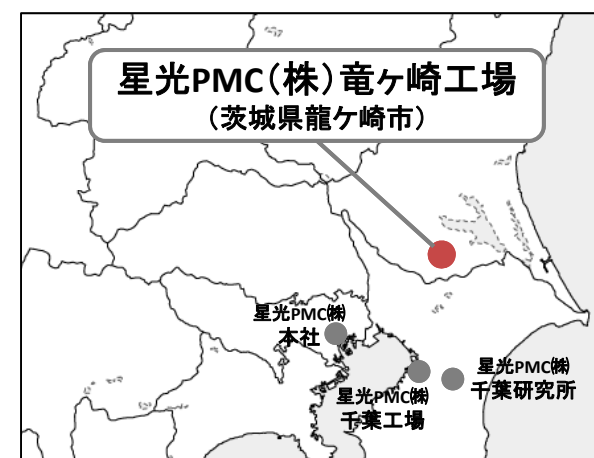 星光PMC(株)竜ヶ崎工場
(茨城県龍ケ崎市)
星光PMC㈱
本社
星光PMC㈱
千葉工場
星光PMC㈱
千葉研究所